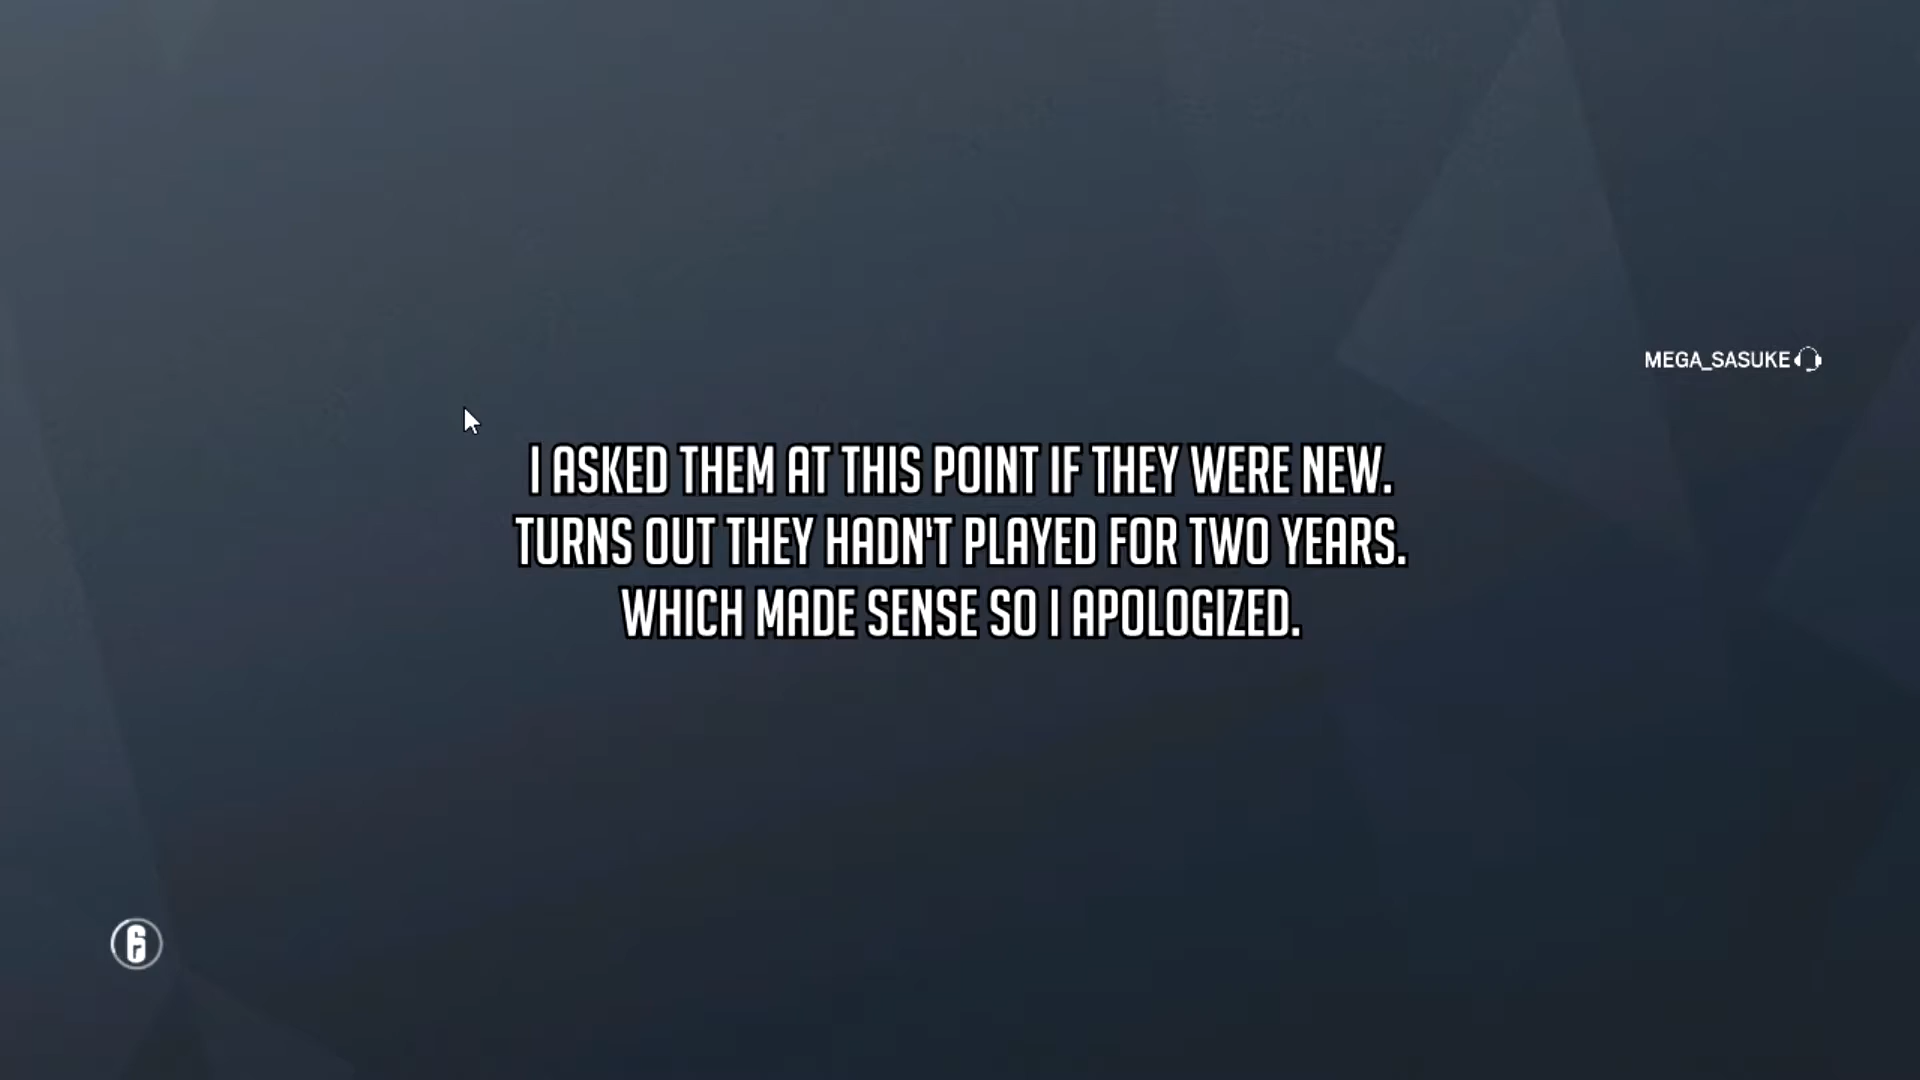 MEGA_SASUKE
I ASKED THEM AT THIS POINT IF THEY WERE NEW.
TURNS OUT THEY HADN'T PLAYED FOR TWO YEARS.
WHICH MADE SENSE SO I APOLOGIZED.
6